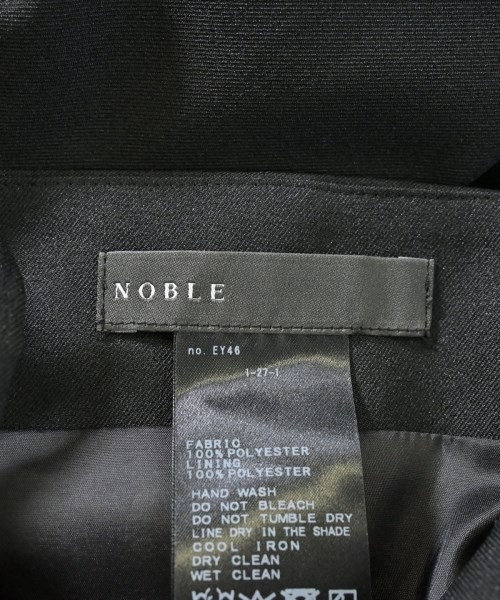 NOBLE
no. EY46
1-27-1
FABRIC
100% POLYESTER
LINING
100% POLYESTER
HAND WASH
DO NOT BLEACH
DO NOT TUMBLE DRY
LINE DRY IN THE SHADE
COOL IRON
DRY CLEAN
WET CLEAN